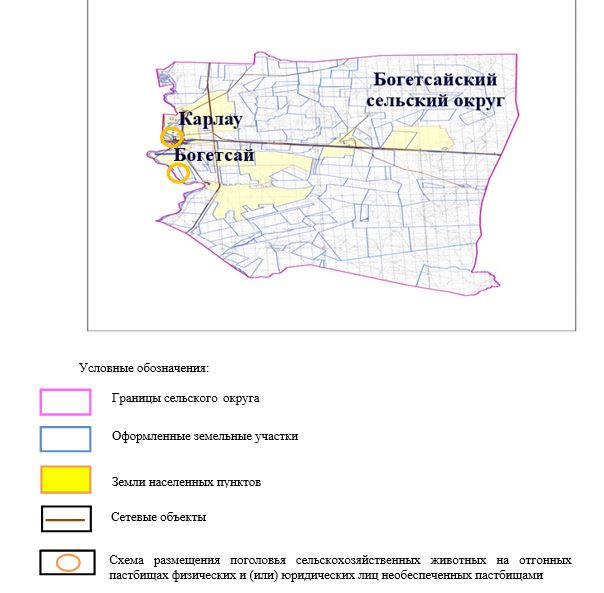 Богетсайский
сельский округ
Карлау
Богетсай
Условные обозначения:
Границы сельского округа
Оформленные земельные участки
Земли населенных пунктов
Сетевые объекты
Схема размещения поголовья сельскохозяйственных животных на отгонных
пастбищах физических и (или) юридических лиц необеспеченных пастбищами